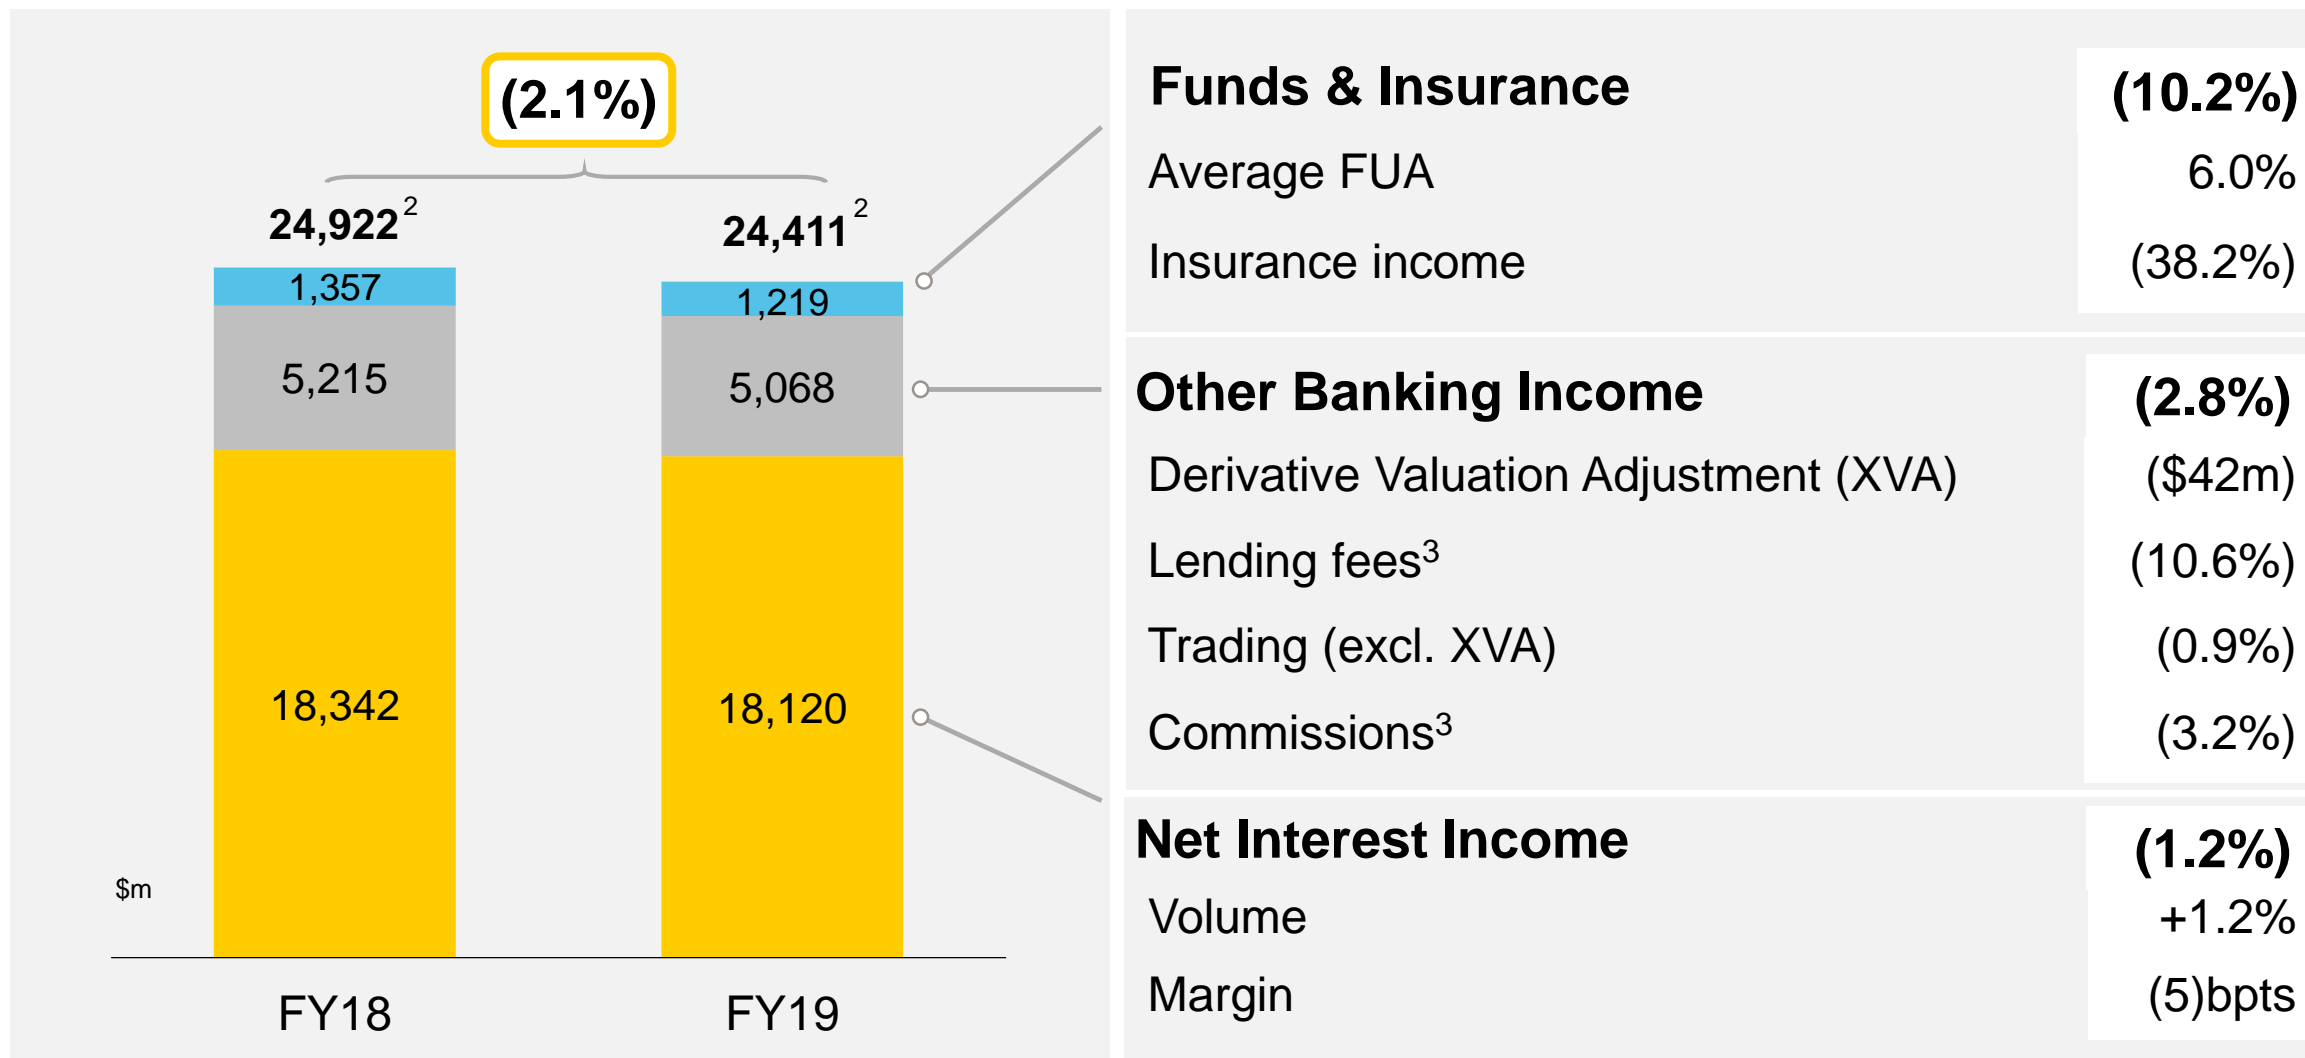 (2.1%)
24,922²
24,411²
1,357
1,219
5,215
5,068
18,342
18,120
$m
FY18
FY19
Funds & Insurance (10.2%)
Average FUA 6.0%
Insurance income (38.2%)
Other Banking Income (2.8%)
Derivative Valuation Adjustment (XVA) ($42m)
Lending fees³ (10.6%)
Trading (excl. XVA) (0.9%)
Commissions³ (3.2%)
Net Interest Income (1.2%)
Volume +1.2%
Margin (5)bpts